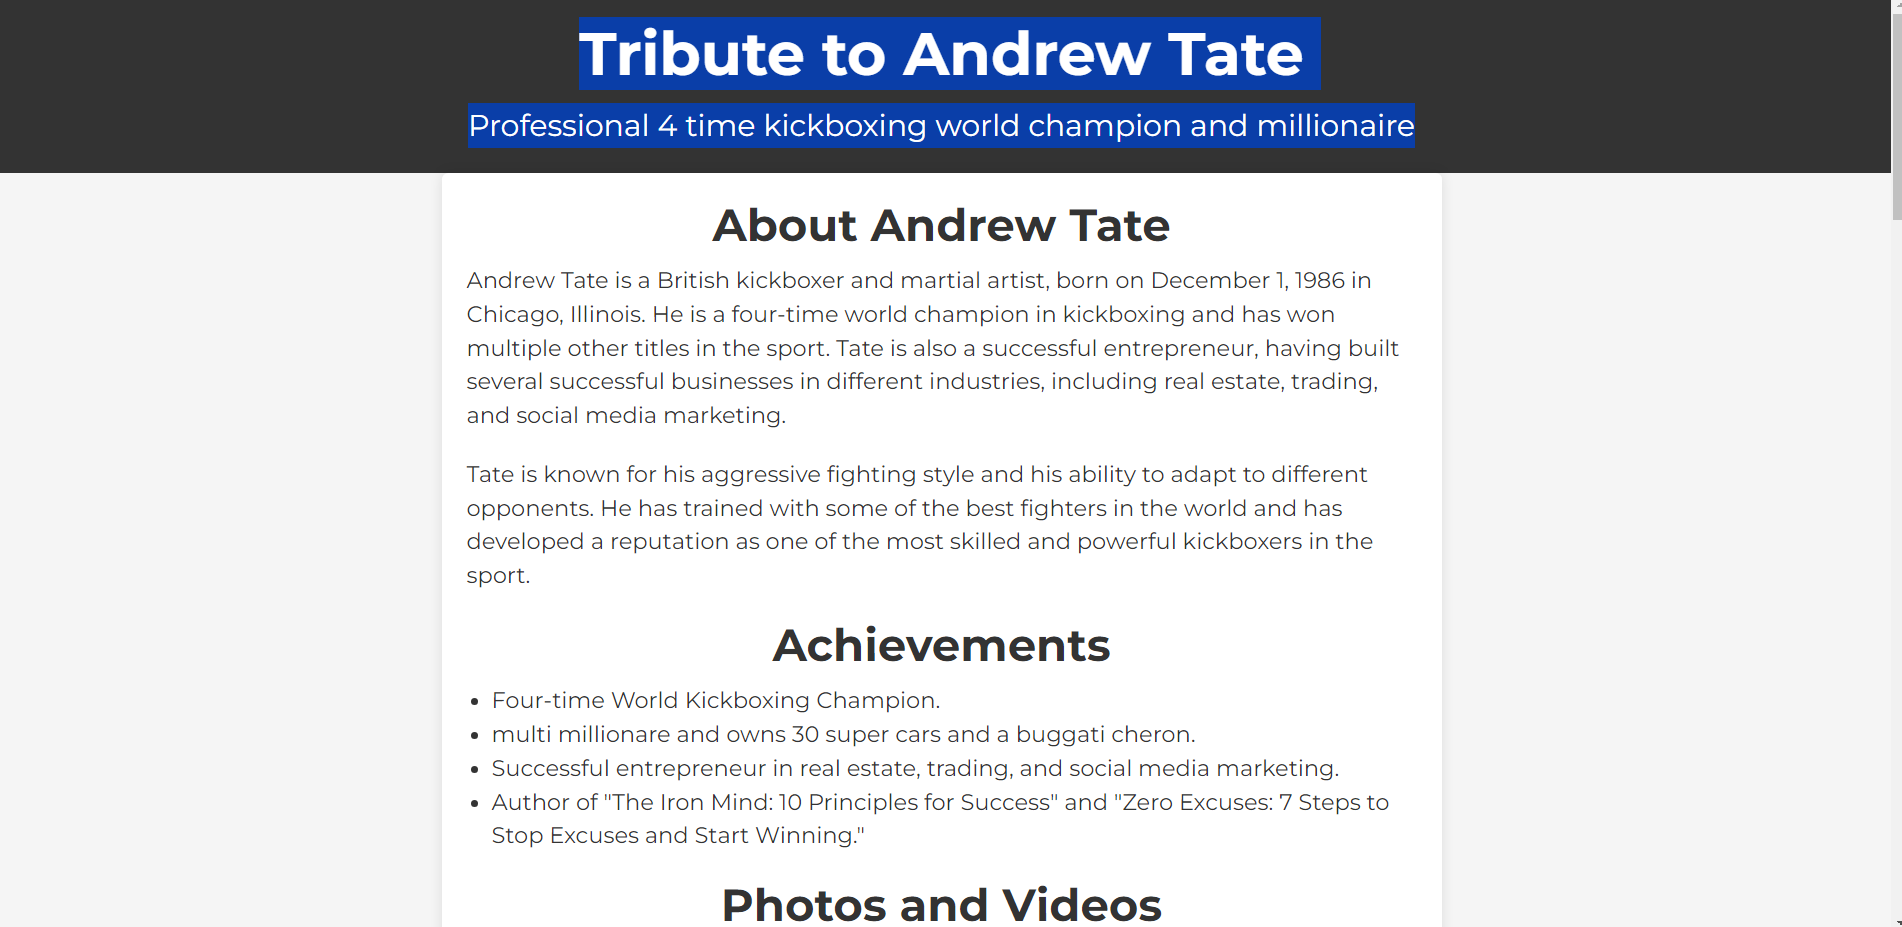 Tribute to Andrew Tate
Professional 4 time kickboxing world champion and millionaire
About Andrew Tate
Andrew Tate is a British kickboxer and martial artist, born on December 1, 1986 in
Chicago, Illinois. He is a four-time world champion in kickboxing and has won
multiple other titles in the sport. Tate is also a successful entrepreneur, having built
several successful businesses in different industries, including real estate, trading,
and social media marketing.
Tate is known for his aggressive fighting style and his ability to adapt to different
opponents. He has trained with some of the best fighters in the world and has
developed a reputation as one of the most skilled and powerful kickboxers in the
sport.
Achievements
• Four-time World Kickboxing Champion.
• multi millionare and owns 30 super cars and a buggati cheron.
• Successful entrepreneur in real estate, trading, and social media marketing.
• Author of "The Iron Mind: 10 Principles for Success" and "Zero Excuses: 7 Steps to
Stop Excuses and Start Winning."
Photos and Videos